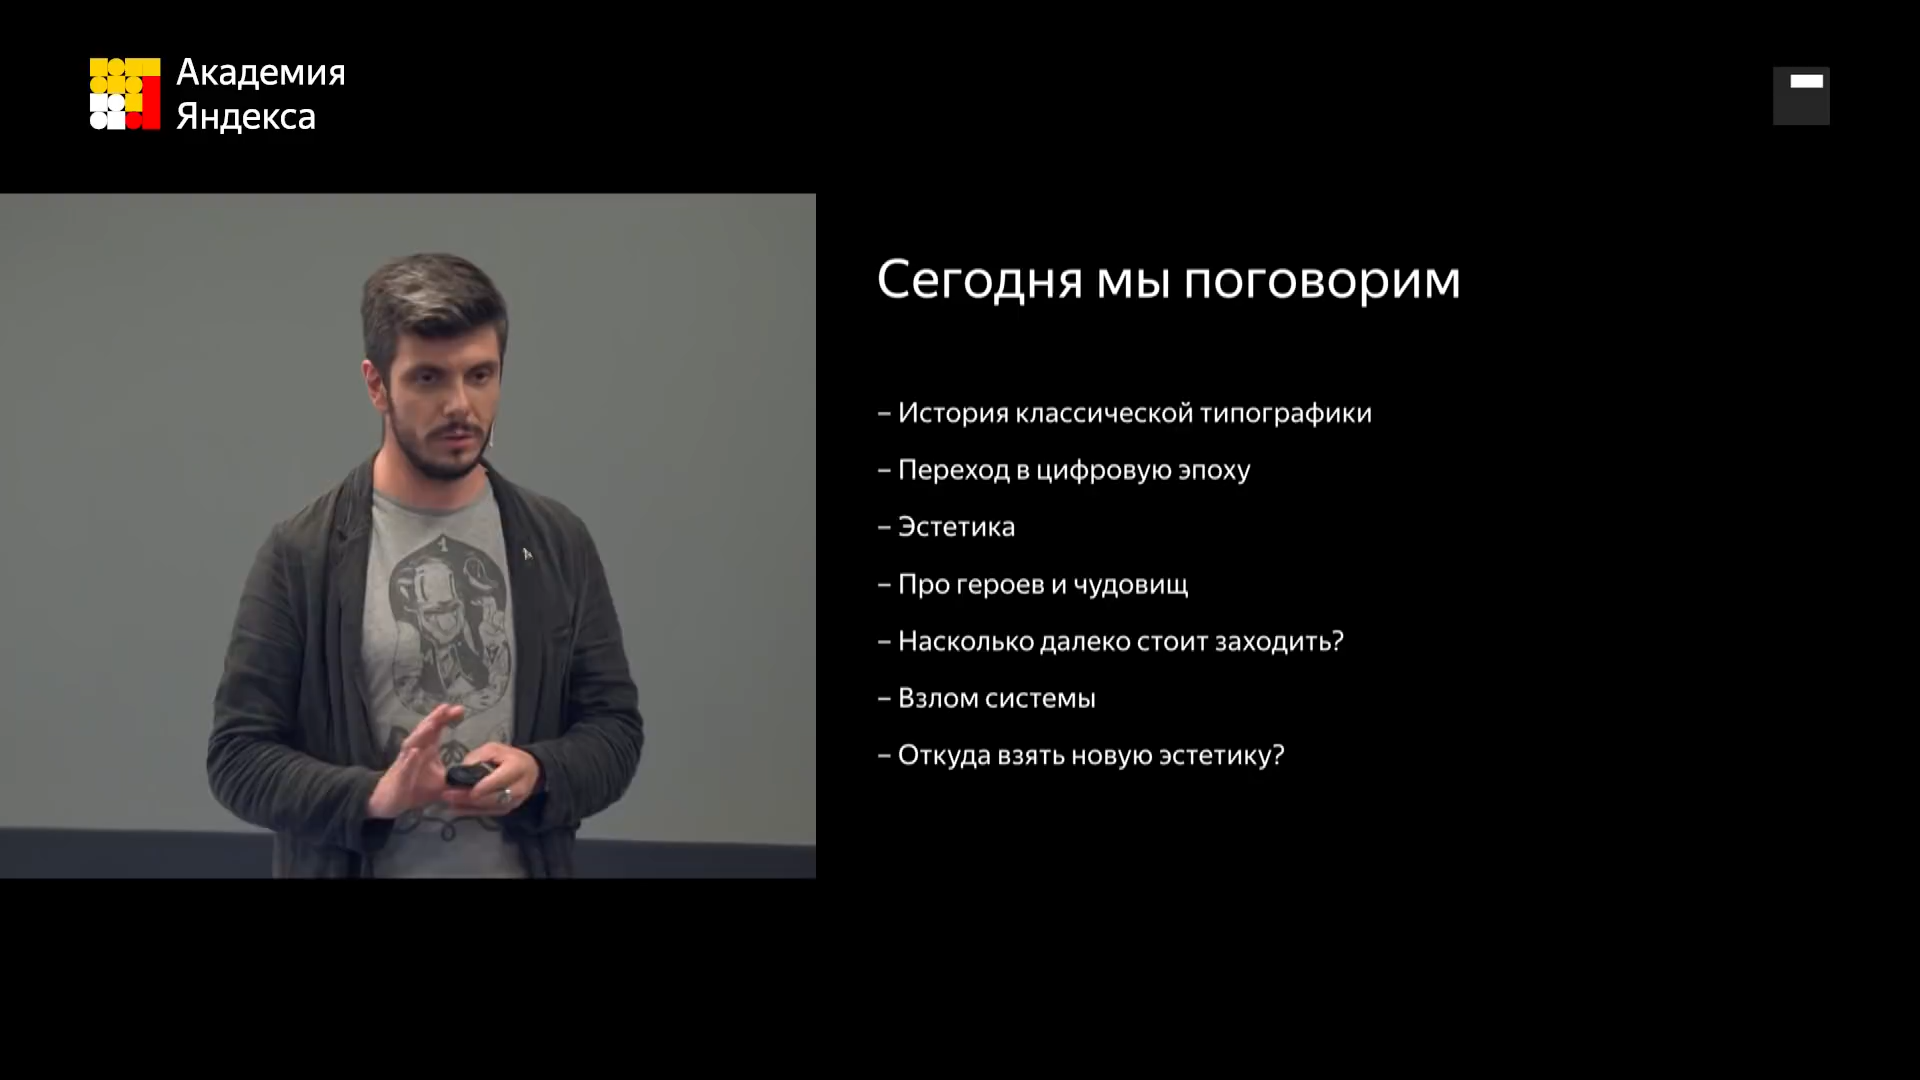 Академия
Яндекса
Сегодня мы поговорим
– История классической типографики
– Переход в цифровую эпоху
– Эстетика
– Про героев и чудовищ
– Насколько далеко стоит заходить?
– Взлом системы
– Откуда взять новую эстетику?
1